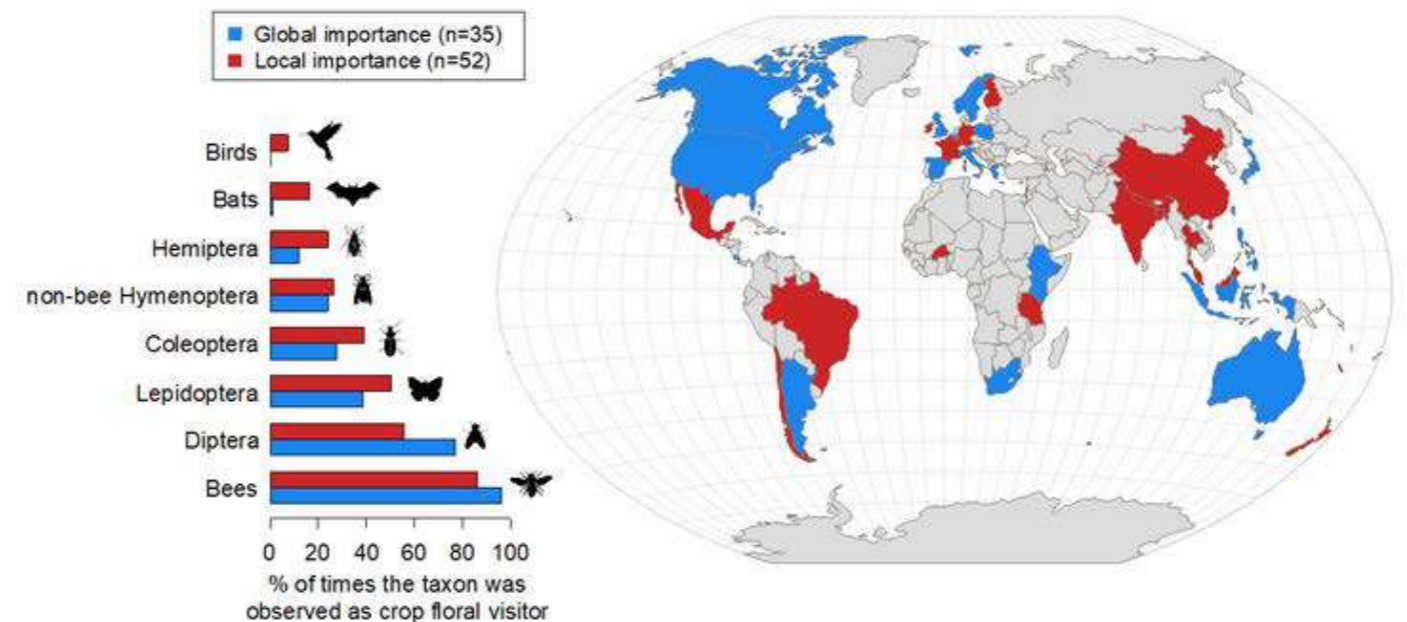 Global importance (n=35)
Local importance (n=52)
Birds
Bats
Hemiptera
non-bee Hymenoptera
Coleoptera
Lepidoptera
Diptera
Bees
0 20 40 60 80 100
% of times the taxon was
observed as crop floral visitor